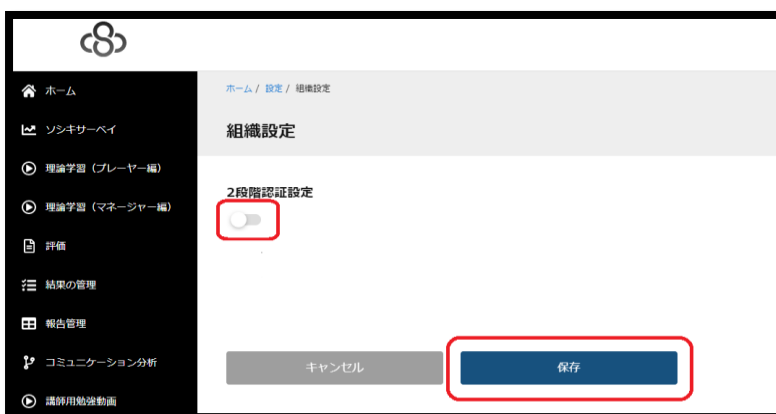 ホーム
ソシキサーベイ
理論学習（プレーヤー編）
理論学習（マネージャー編）
評価
結果の管理
報告管理
コミュニケーション分析
講師用勉強動画
ホーム / 設定 / 組織設定
組織設定
2段階認証設定
キャンセル
保存